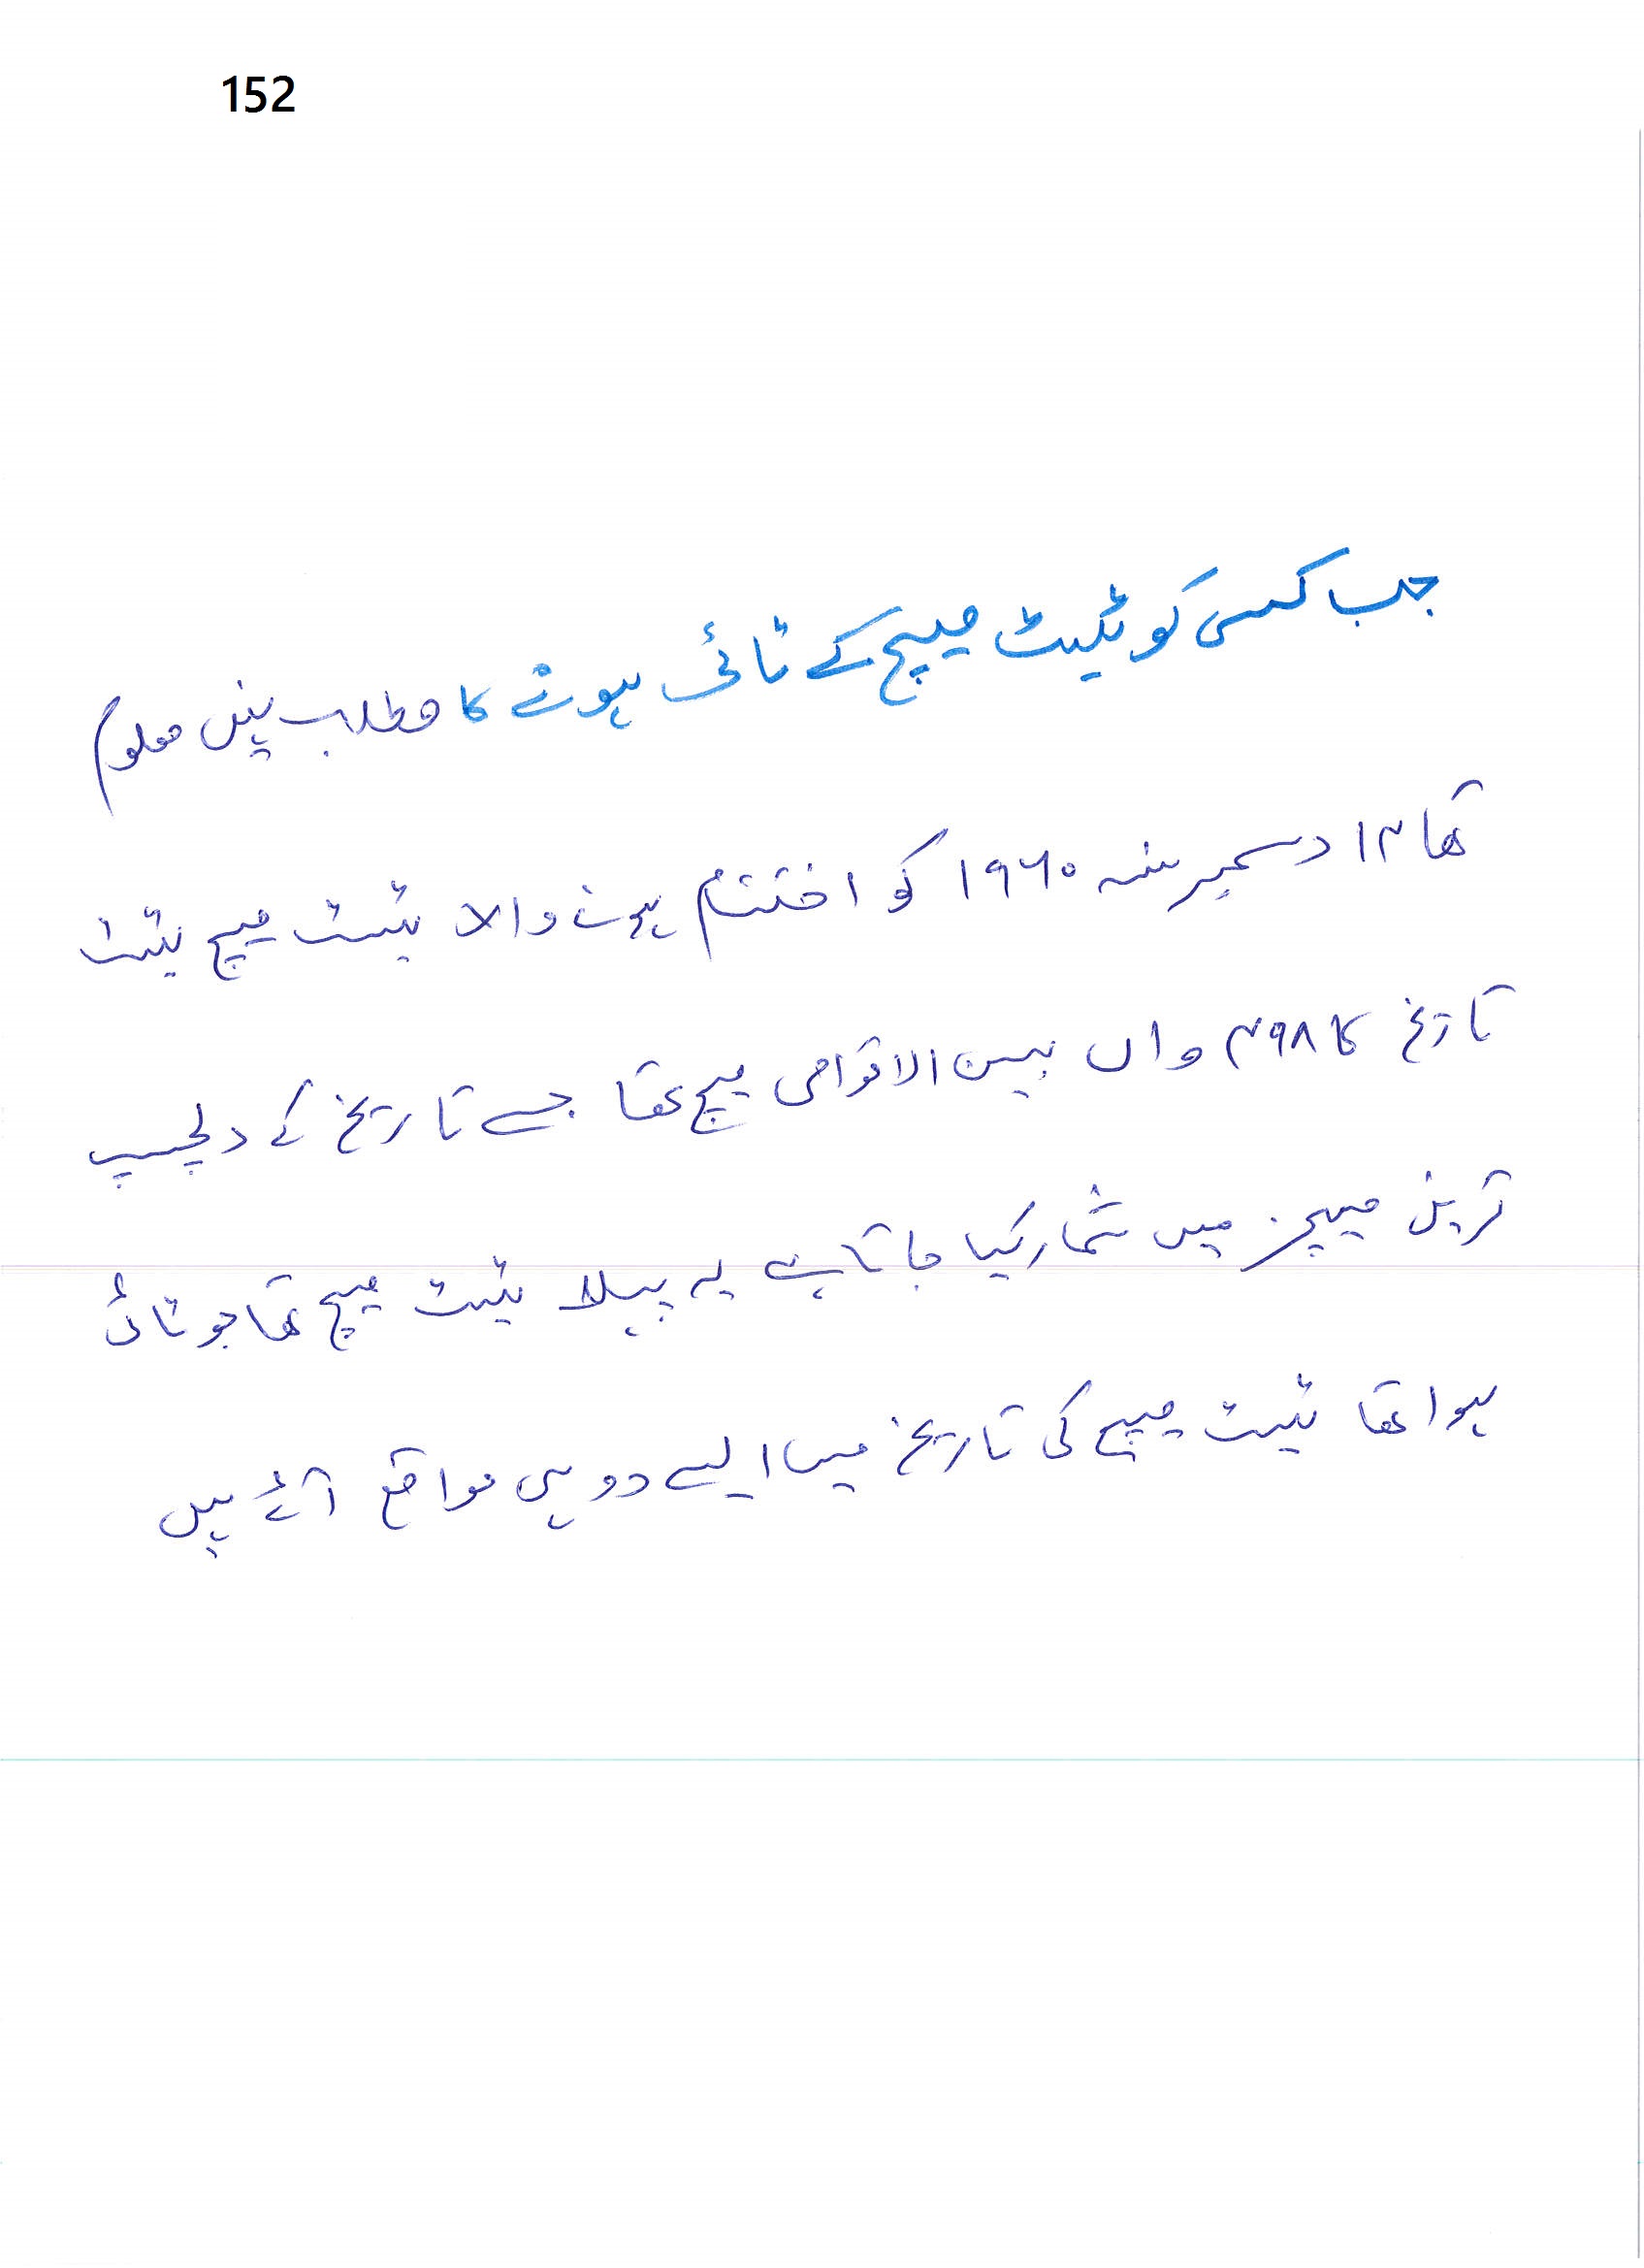 152
جب کسی کو ٹکیٹ میچ کے ٹائی ہونے کا مطلب نہیں معلوم
تھا ۱۴ دسمبر سنہ ۱۹۶۰ کو اختتام ہونے والا ٹیسٹ میچ ٹیسٹ
تاریخ کا ۴۹۸ واں بین الاقوامی میچ تھا جسے تاریخ کے دلچسپ
ترین میچز میں شمار کیا جاتا ہے یہ پہلا ٹیسٹ میچ تھا جو ٹائی
ہوا تھا ٹیسٹ میچ کی تاریخ میں ایسے دو ہی مواقع آئے ہیں